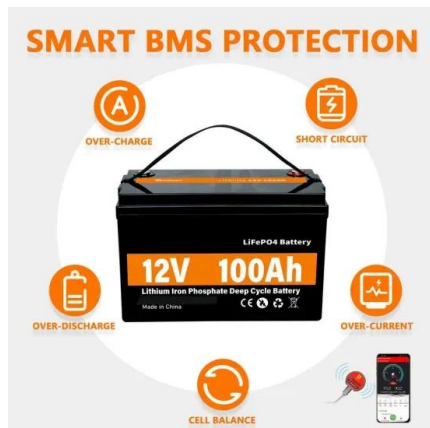 SMART BMS PROTECTION
A
OVER-CHARGE
SHORT CIRCUIT
LiFePO4 Battery
12V 100Ah
Lithium Iron Phosphate Deep Cycle Battery
Made in China
CE
OVER-DISCHARGE
OVER-CURRENT
CELL BALANCE